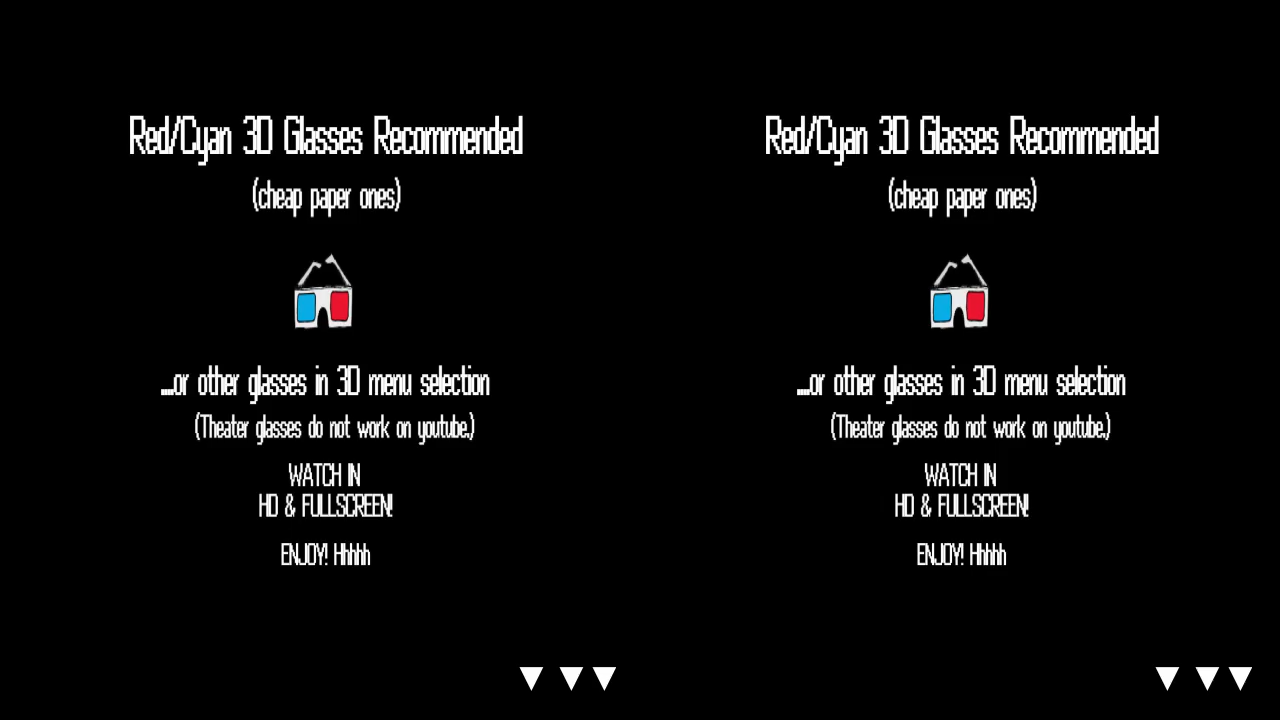 Red/Cyan 3D Glasses Recommended
(cheap paper ones)
....or other glasses in 3D menu selection
(Theater glasses do not work on youtube.)
WATCH IN
HD & FULLSCREEN!
ENJOY! Hhhhh
Red/Cyan 3D Glasses Recommended
(cheap paper ones)
....or other glasses in 3D menu selection
(Theater glasses do not work on youtube.)
WATCH IN
HD & FULLSCREEN!
ENJOY! Hhhhh